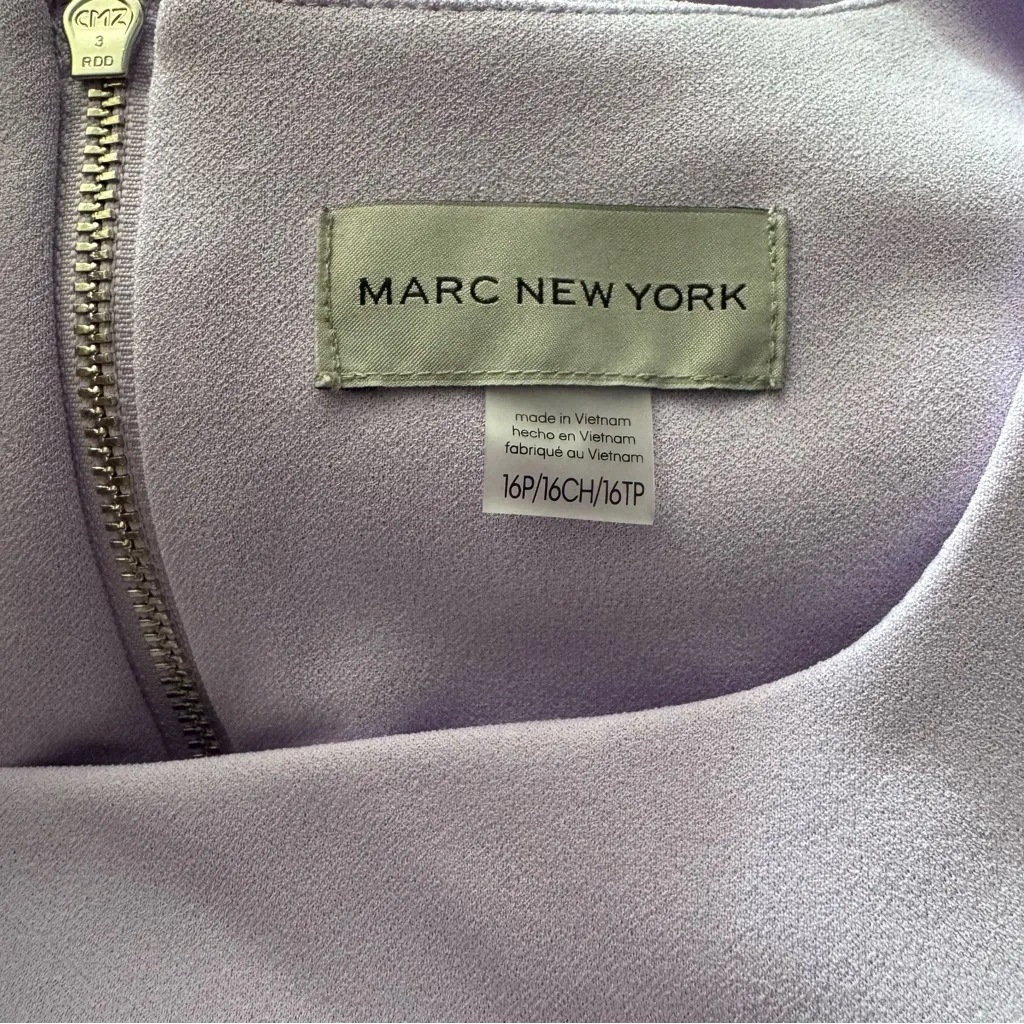 CMZ
3
RDD
MARC NEW YORK
made in Vietnam
hecho en Vietnam
fabriqué au Vietnam
16P/16CH/16TP